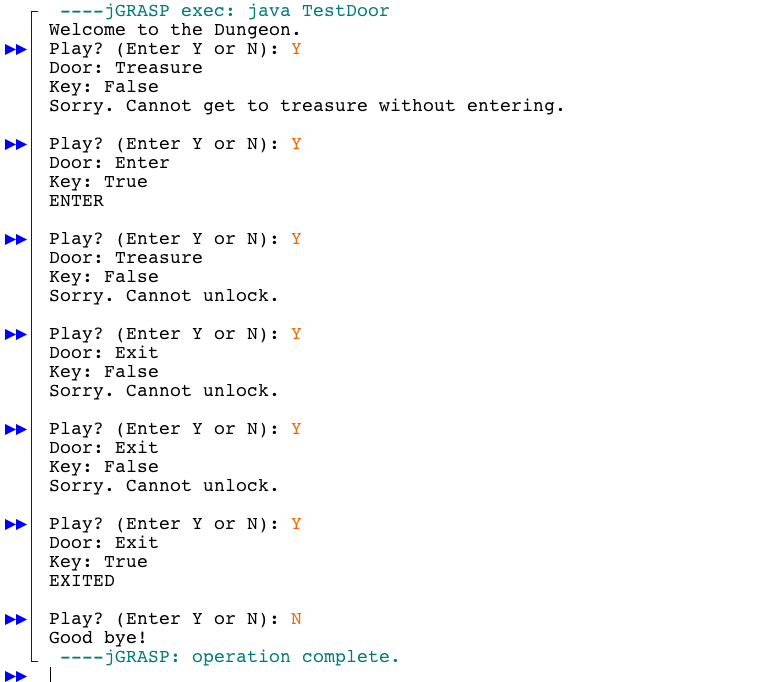 ----jGRASP exec: java TestDoor
Welcome to the Dungeon.
Play? (Enter Y or N): Y
Door: Treasure
Key: False
Sorry. Cannot get to treasure without entering.
Play? (Enter Y or N): Y
Door: Enter
Key: True
ENTER
Play? (Enter Y or N): Y
Door: Treasure
Key: False
Sorry. Cannot unlock.
Play? (Enter Y or N): Y
Door: Exit
Key: False
Sorry. Cannot unlock.
Play? (Enter Y or N): Y
Door: Exit
Key: False
Sorry. Cannot unlock.
Play? (Enter Y or N): Y
Door: Exit
Key: True
EXITED
Play? (Enter Y or N): N
Good bye!
----jGRASP: operation complete.